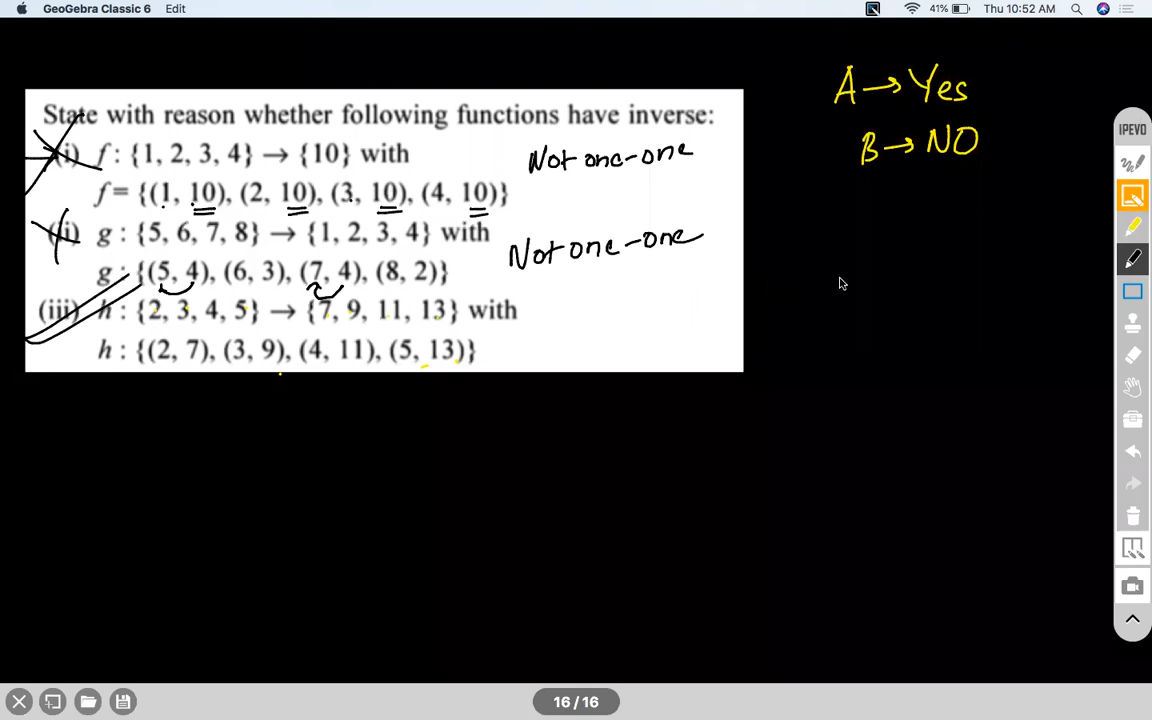 GeoGebra Classic 6 Edit 41% Thu 10:52 AM
A → Yes
B → NO
State with reason whether following functions have inverse:
(i) f : {1, 2, 3, 4} → {10} with
Not one-one
f = {(1, 10), (2, 10), (3, 10), (4, 10)}
(ii) g : {5, 6, 7, 8} → {1, 2, 3, 4} with
Not one-one
g : {(5, 4), (6, 3), (7, 4), (8, 2)}
(iii) h : {2, 3, 4, 5} → {7, 9, 11, 13} with
h : {(2, 7), (3, 9), (4, 11), (5, 13)}
IPEVO
16 / 16